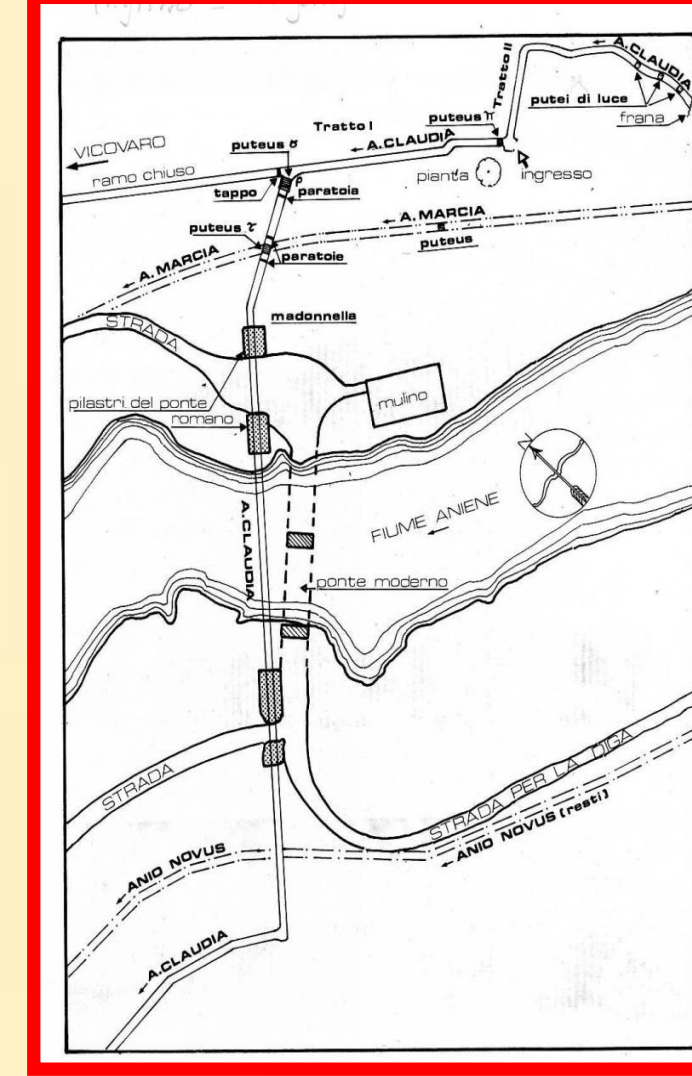 A. CLAUDIA
Tratto II
putei di luce
frana
puteus π
Tratto I
A. CLAUDIA
puteus σ
VICOVARO
ramo chiuso
tappo
ρ
paratoia
pianta
ingresso
A. MARCIA
puteus
puteus τ
A. MARCIA
paratoie
madonnella
STRADA
mulino
pilastri del ponte
romano
N
A. CLAUDIA
FIUME ANIENE
ponte moderno
STRADA
STRADA PER LA DIGA
ANIO NOVUS (resti)
ANIO NOVUS
A. CLAUDIA